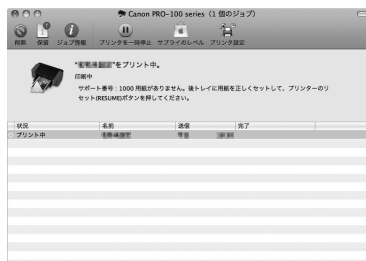 Canon PRO-100 series (1 個のジョブ)
削除 保留 ジョブ情報 プリンタを一時停止 サプライのレベル プリンタ設定
"をプリント中。
印刷中
サポート番号：1000 用紙がありません。後トレイに用紙を正しくセットして、プリンターのリ
セット(RESUME)ボタンを押してください。
状況 名前 送信 完了
プリント中